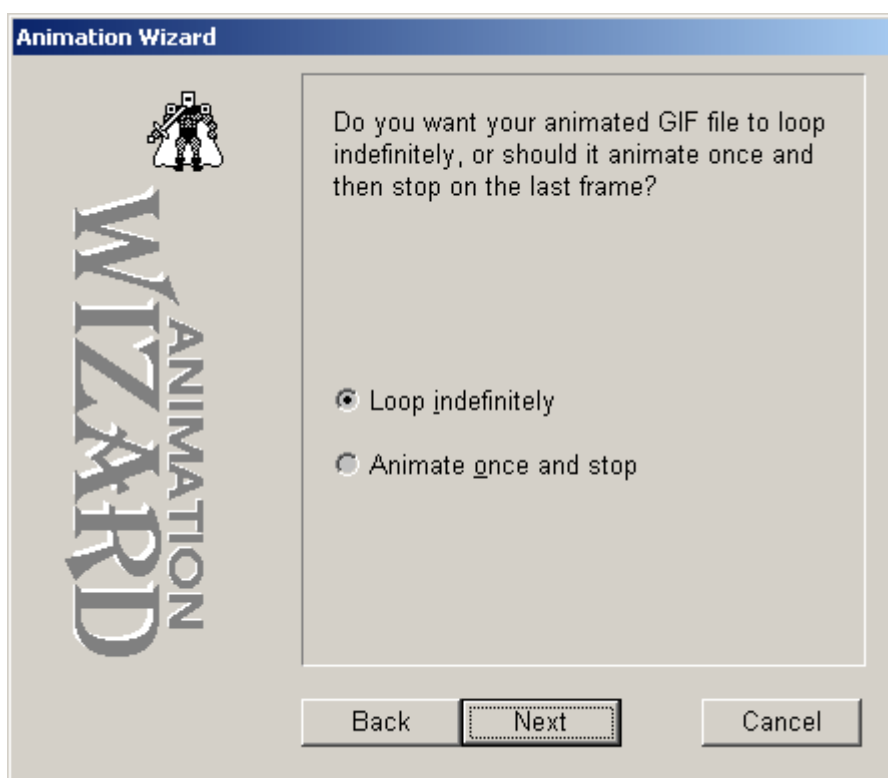 Animation Wizard
Do you want your animated GIF file to loop
indefinitely, or should it animate once and
then stop on the last frame?
WIZARD
ANIMATION
Loop indefinitely
Animate once and stop
Back
Next
Cancel